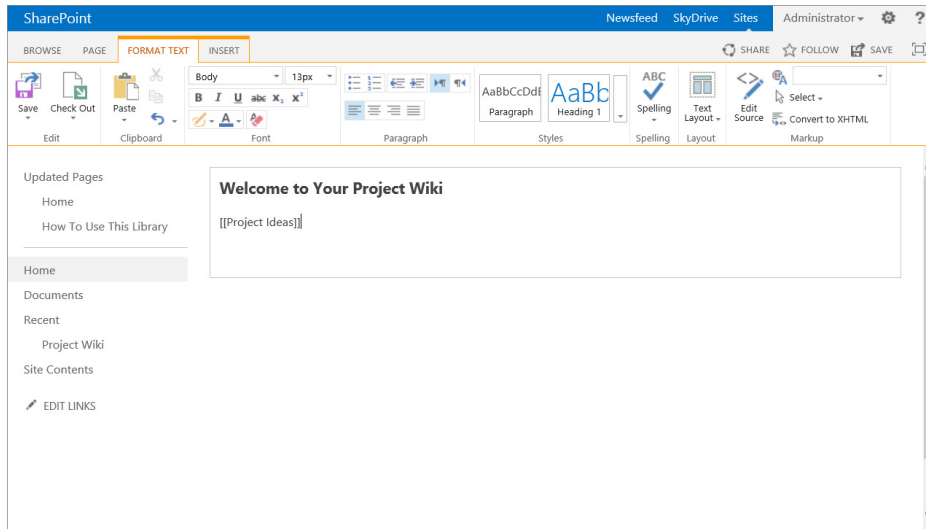 SharePoint Newsfeed SkyDrive Sites Administrator ?
BROWSE PAGE FORMAT TEXT INSERT SHARE FOLLOW SAVE
Body 13px AaBbCcDdE AaBb ABC
B I U abc X₂ X² A
Save Check Out Paste Paragraph Heading 1 Spelling Text Layout Edit Source Select Convert to XHTML
Edit Clipboard Font Paragraph Styles Spelling Layout Markup
Updated Pages
Home
How To Use This Library
Home
Documents
Recent
Project Wiki
Site Contents
EDIT LINKS
Welcome to Your Project Wiki
[[Project Ideas]]